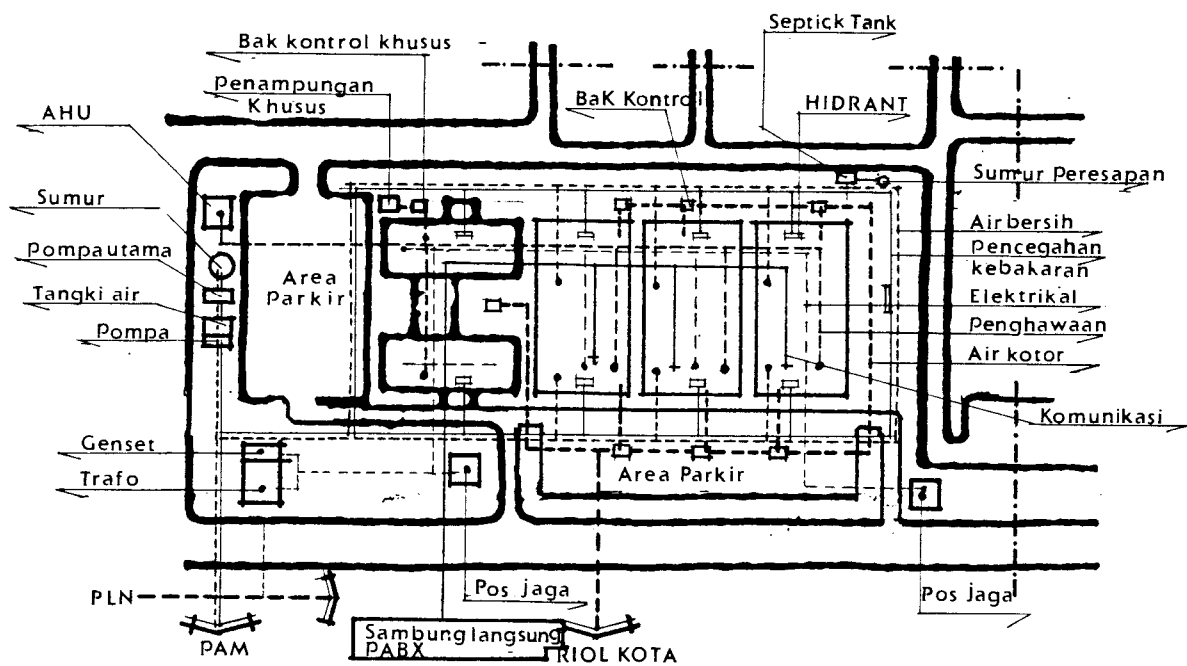 Septick Tank
Bak kontrol khusus
Penampungan
Khusus
BaK Kontrol
HIDRANT
AHU
Sumur Peresapan
Sumur
Air bersih
Pompa utama
Pencegahan
kebakaran
Area
Parkir
Tangki air
Elektrikal
Pompa
Penghawaan
Air kotor
Komunikasi
Genset
Trafo
Area Parkir
PLN
Pos jaga
Pos jaga
PAM
Sambung langsung
PABX
RIOL KOTA